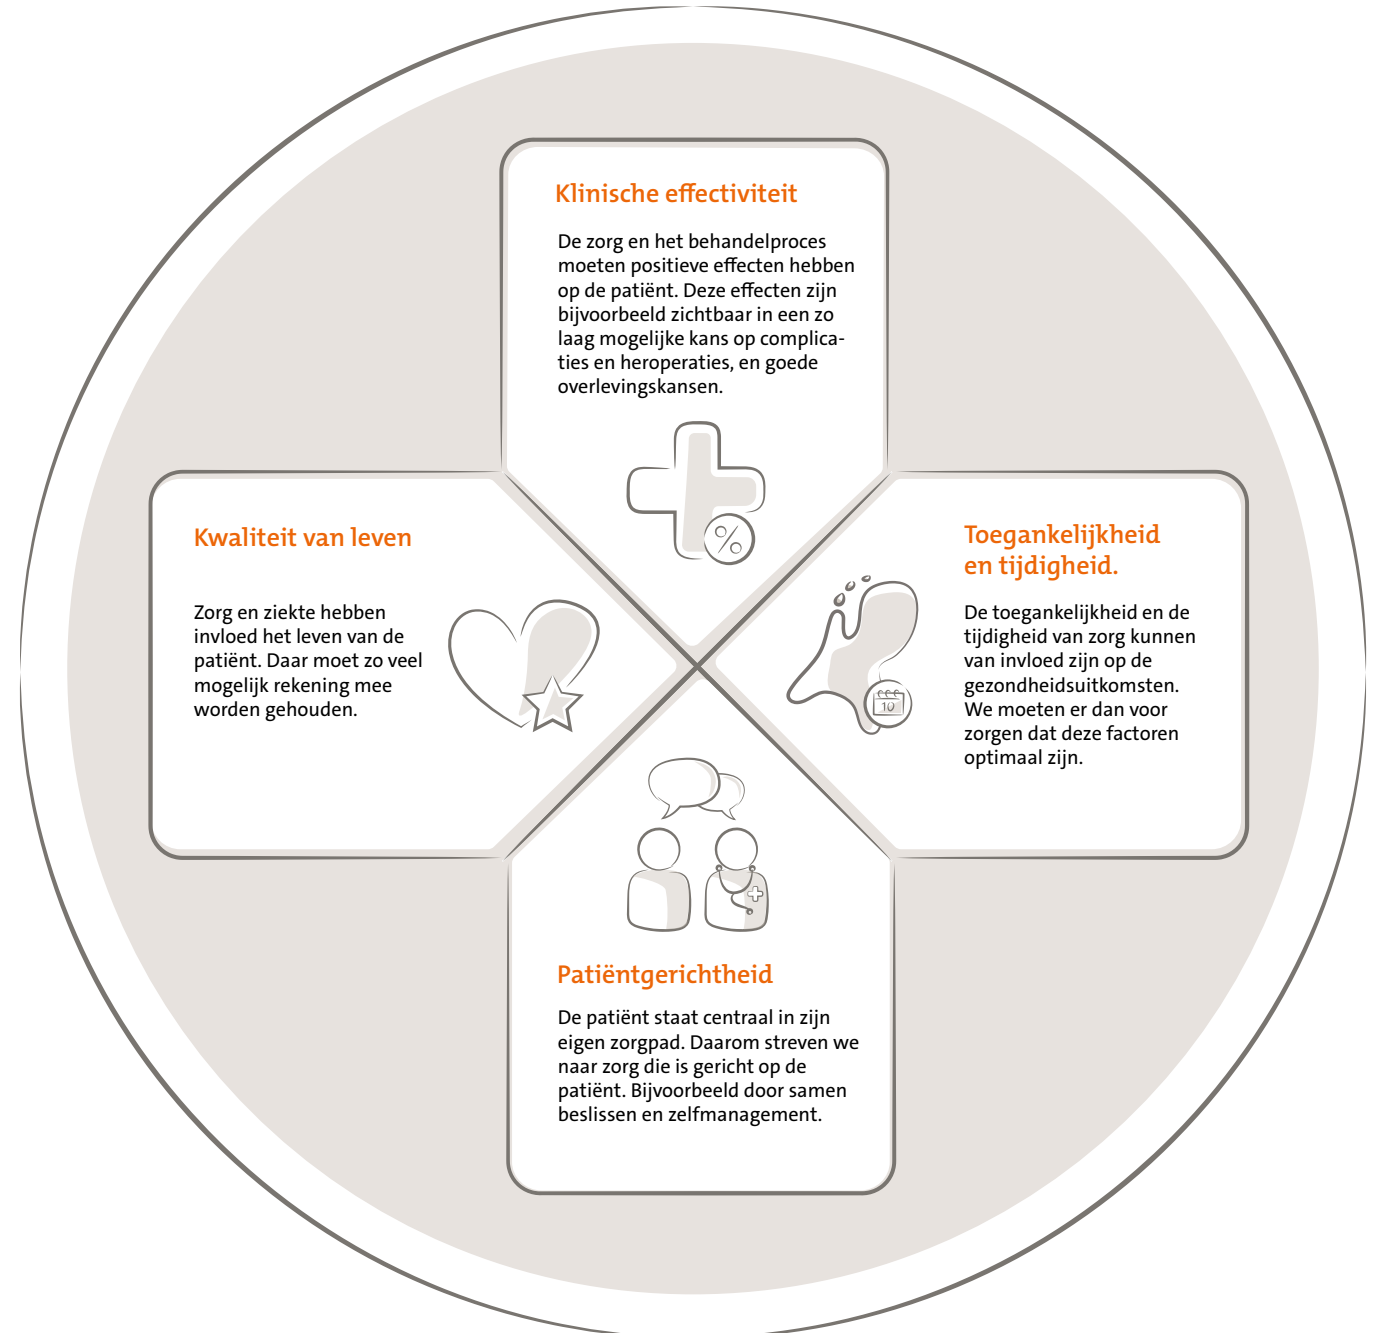 Klinische effectiviteit
De zorg en het behandelproces
moeten positieve effecten hebben
op de patiënt. Deze effecten zijn
bijvoorbeeld zichtbaar in een zo
laag mogelijke kans op complica-
ties en heroperaties, en goede
overlevingskansen.
%
Kwaliteit van leven
Zorg en ziekte hebben
invloed het leven van de
patiënt. Daar moet zo veel
mogelijk rekening mee
worden gehouden.
Toegankelijkheid
en tijdigheid.
De toegankelijkheid en de
tijdigheid van zorg kunnen
van invloed zijn op de
gezondheidsuitkomsten.
We moeten er dan voor
zorgen dat deze factoren
optimaal zijn.
10
Patiëntgerichtheid
De patiënt staat centraal in zijn
eigen zorgpad. Daarom streven we
naar zorg die is gericht op de
patiënt. Bijvoorbeeld door samen
beslissen en zelfmanagement.